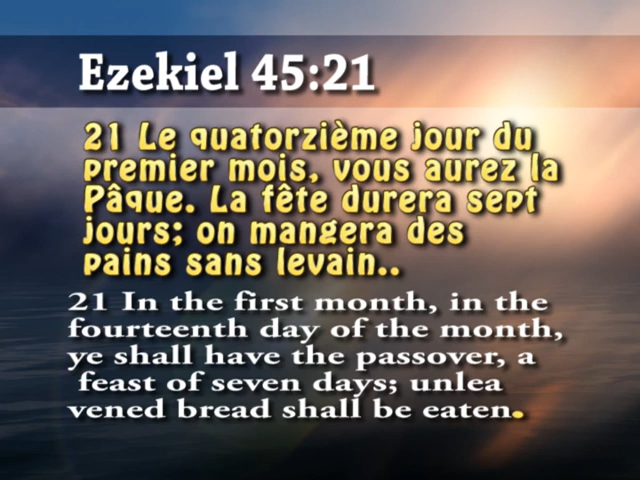 Ezekiel 45:21
21 Le quatorzième jour du
premier mois, vous aurez la
Pâque. La fête durera sept
jours; on mangera des
pains sans levain..
21 In the first month, in the
fourteenth day of the month,
ye shall have the passover, a
feast of seven days; unlea
vened bread shall be eaten.